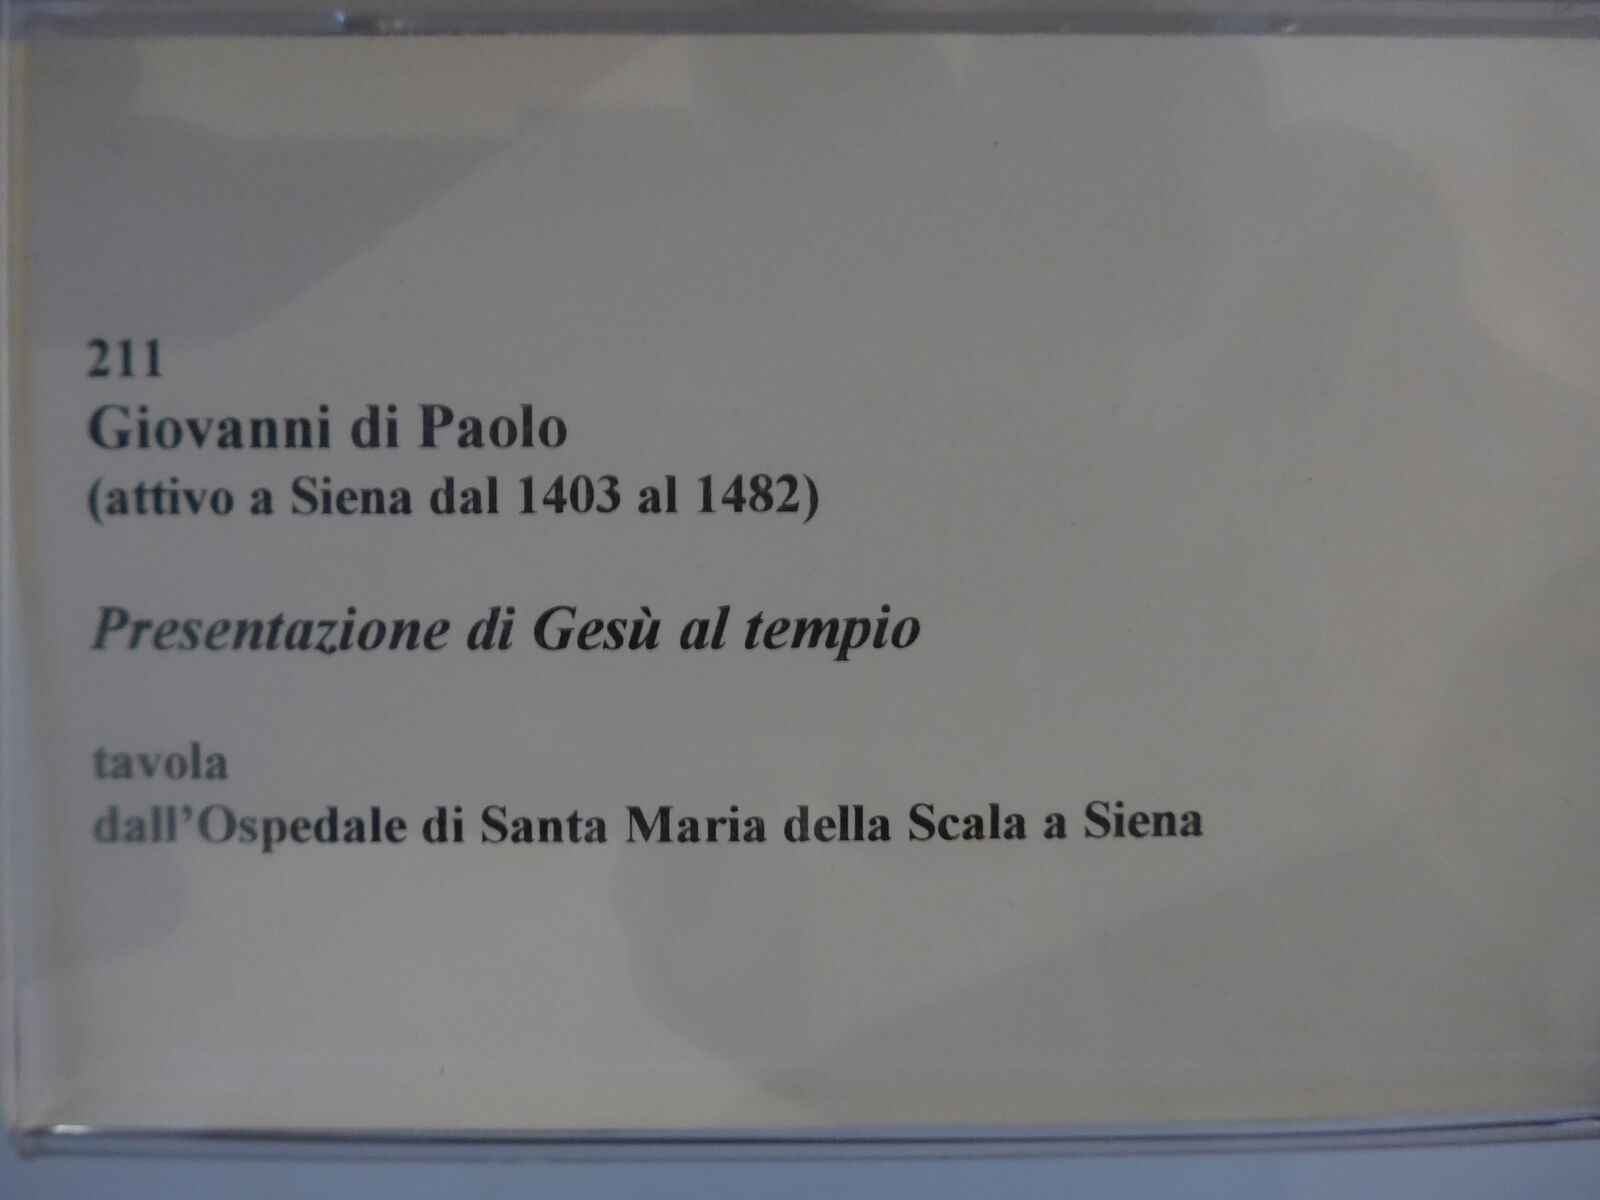 211
Giovanni di Paolo
(attivo a Siena dal 1403 al 1482)
Presentazione di Gesù al tempio
tavola
dall’Ospedale di Santa Maria della Scala a Siena